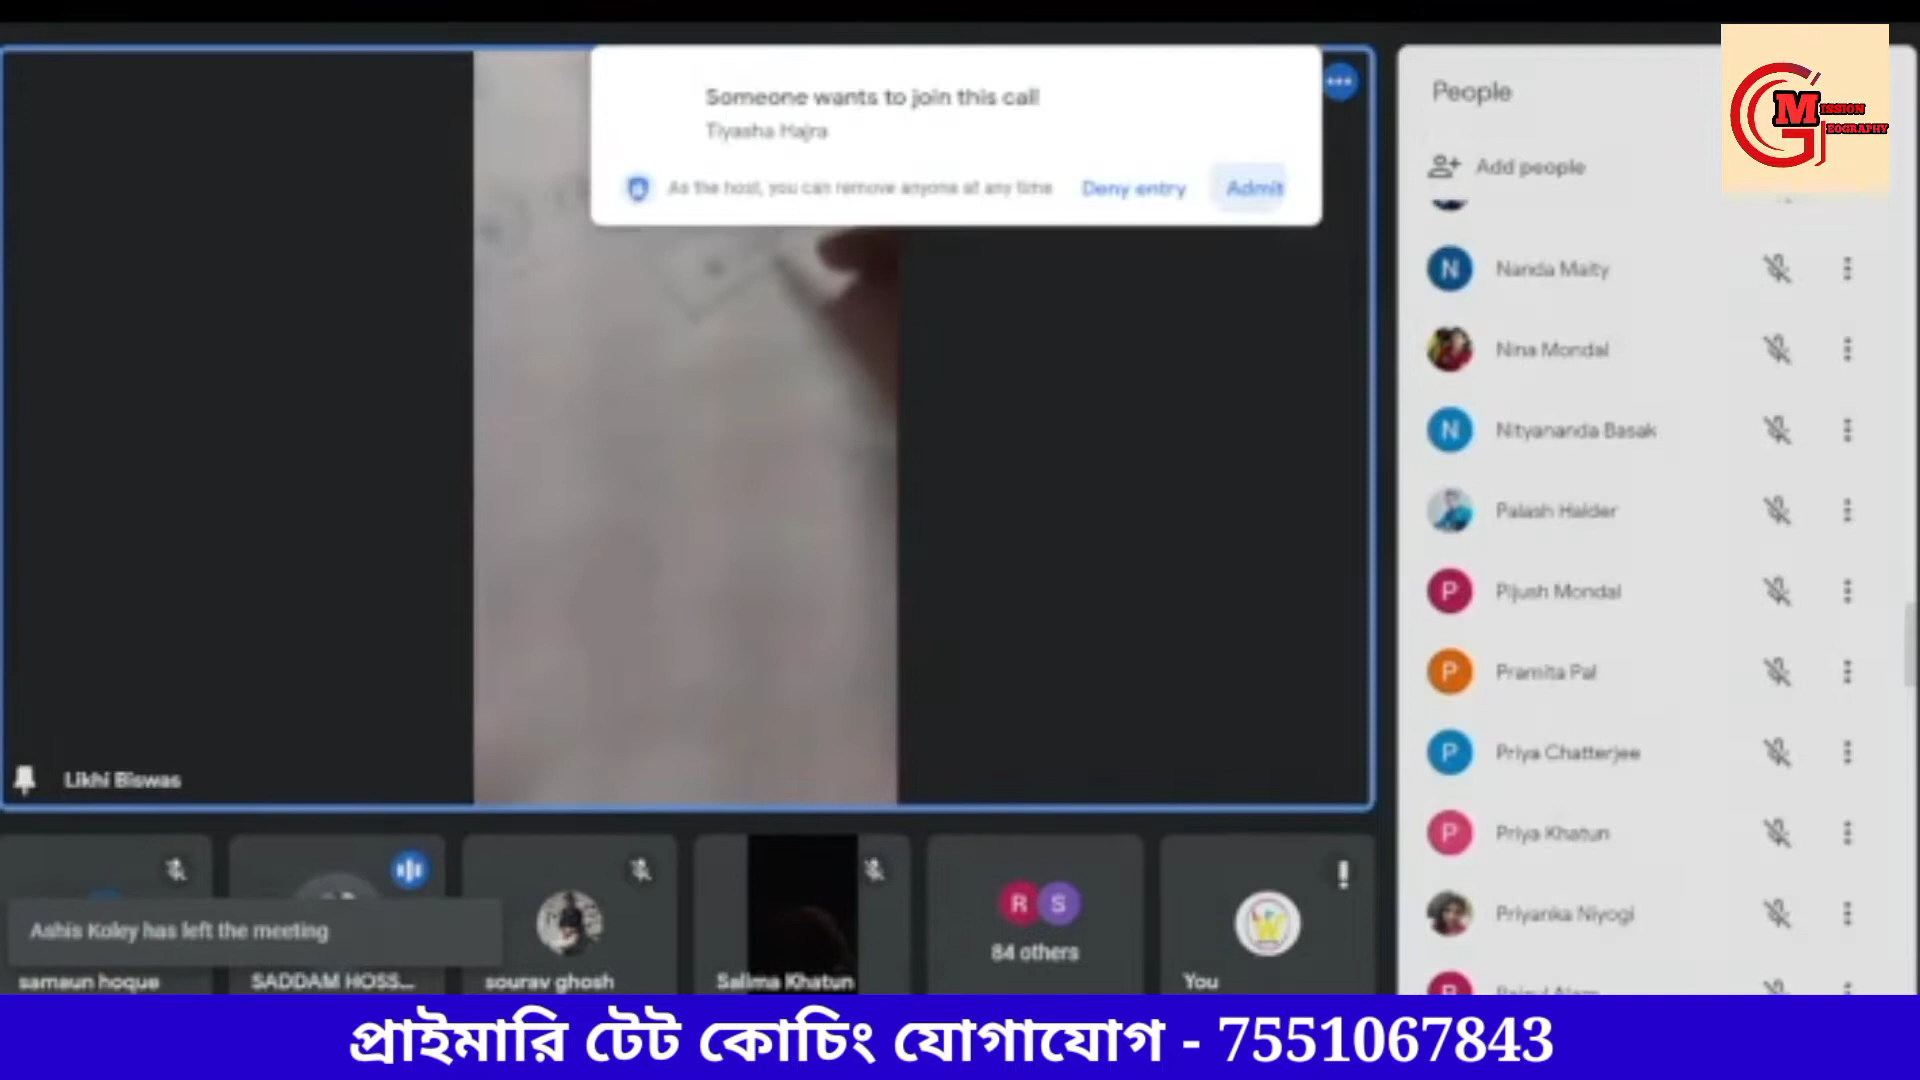 Someone wants to join this call
Tiyasha Hajra
As the host, you can remove anyone at any time
Deny entry
Admit
People
Add people
MISSION
GEOGRAPHY
Nanda Maity
Nina Mondal
N
Nityananda Basak
Palash Halder
P
Pijush Mondal
P
Pramita Pal
P
Priya Chatterjee
P
Priya Khatun
Priyanka Niyogi
Likhi Biswas
Ashis Koley has left the meeting
samaun hoque
SADDAM HOSS...
sourav ghosh
Salima Khatun
R
S
84 others
You
প্রাইমারি টেট কোচিং যোগাযোগ - 7551067843